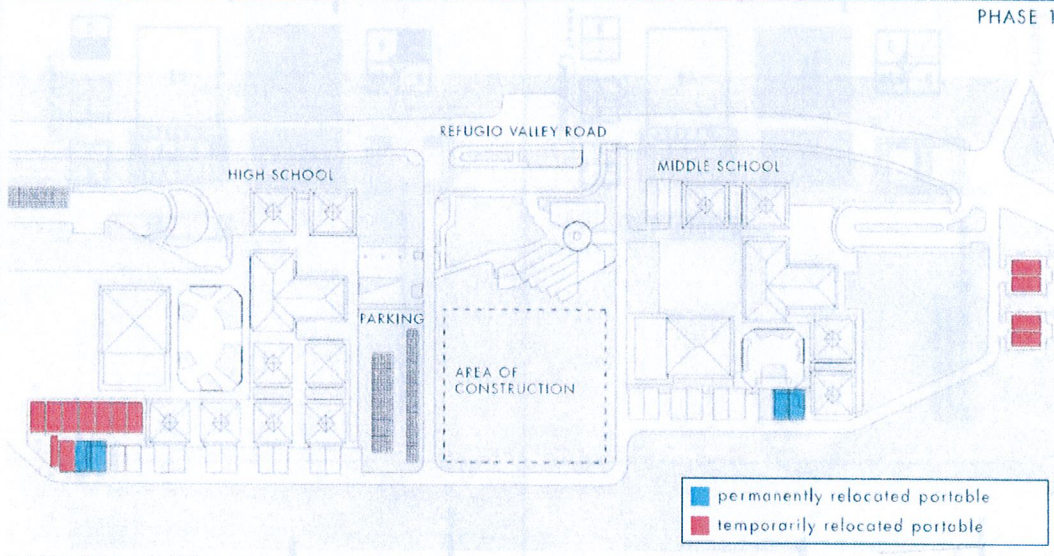 PHASE 1
REFUGIO VALLEY ROAD
HIGH SCHOOL
MIDDLE SCHOOL
PARKING
AREA OF
CONSTRUCTION
permanently relocated portable
temporarily relocated portable